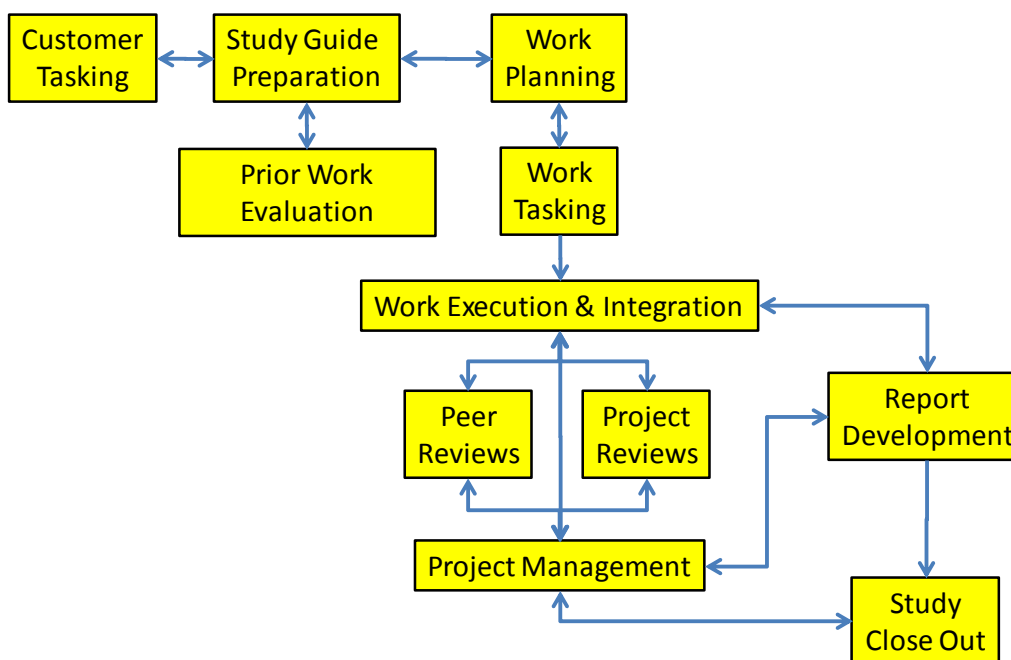 Customer
Tasking
Study Guide
Preparation
Work
Planning
Prior Work
Evaluation
Work
Tasking
Work Execution & Integration
Peer
Reviews
Project
Reviews
Report
Development
Project Management
Study
Close Out